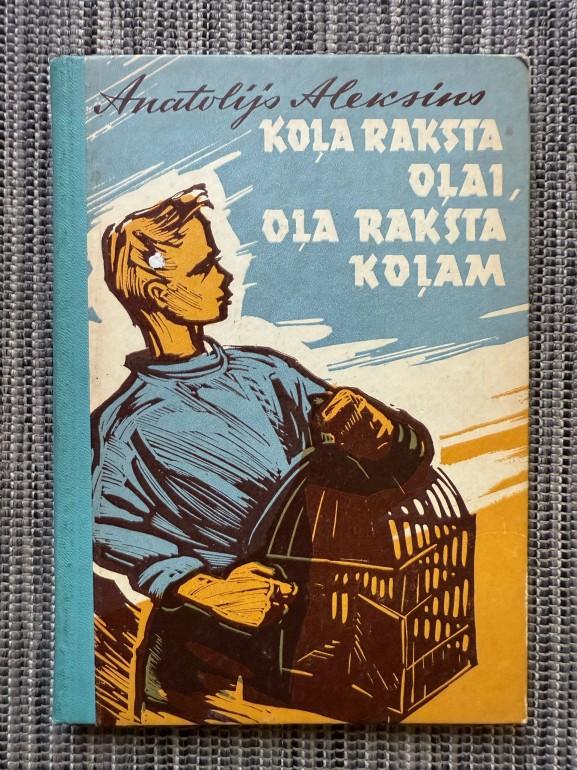 Anatolijs Aleksins
KOĻA RAKSTA
OĻAI,
OĻA RAKSTA
KOĻAM